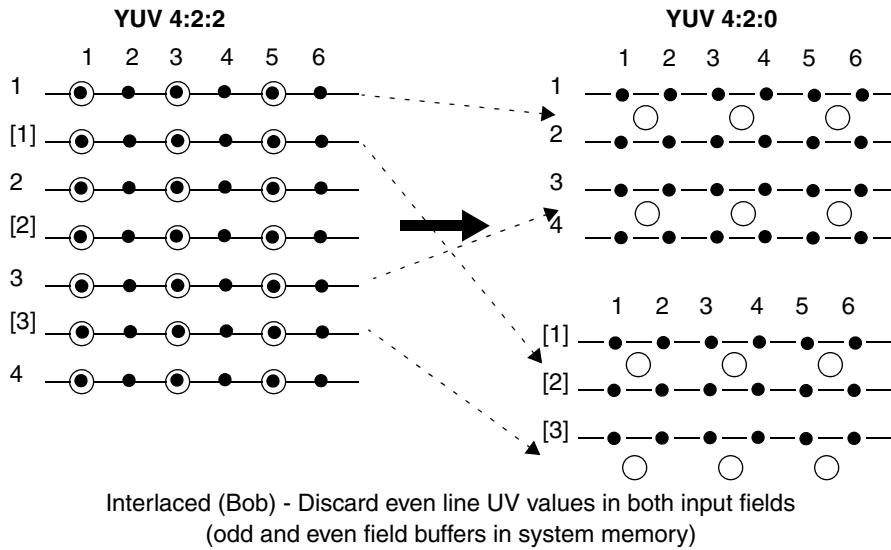 YUV 4:2:2
YUV 4:2:0
1 2 3 4 5 6
1
[1]
2
[2]
3
[3]
4
1 2 3 4 5 6
1
2
3
4
1 2 3 4 5 6
[1]
[2]
[3]
Interlaced (Bob) - Discard even line UV values in both input fields
(odd and even field buffers in system memory)